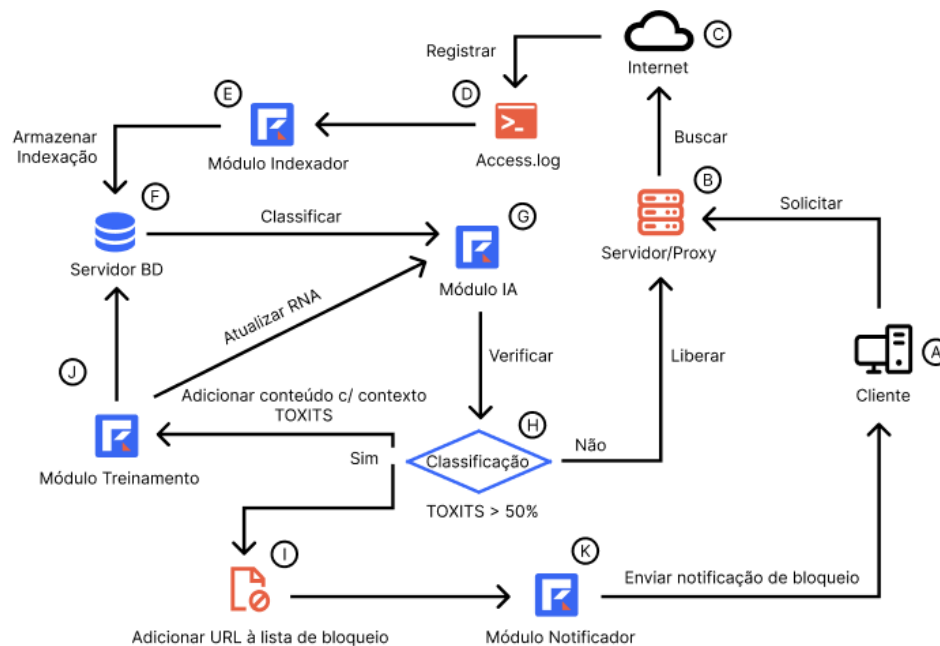 C
Registrar
Internet
E
D
Armazenar
Indexação
Módulo Indexador
Access.log
Buscar
F
Classificar
G
B
Solicitar
Servidor BD
Servidor/Proxy
Módulo IA
Atualizar RNA
J
Verificar
Liberar
A
Adicionar conteúdo c/ contexto
TOXITS
Cliente
H
Módulo Treinamento
Sim
Classificação
Não
TOXITS > 50%
I
K
Enviar notificação de bloqueio
Adicionar URL à lista de bloqueio
Módulo Notificador